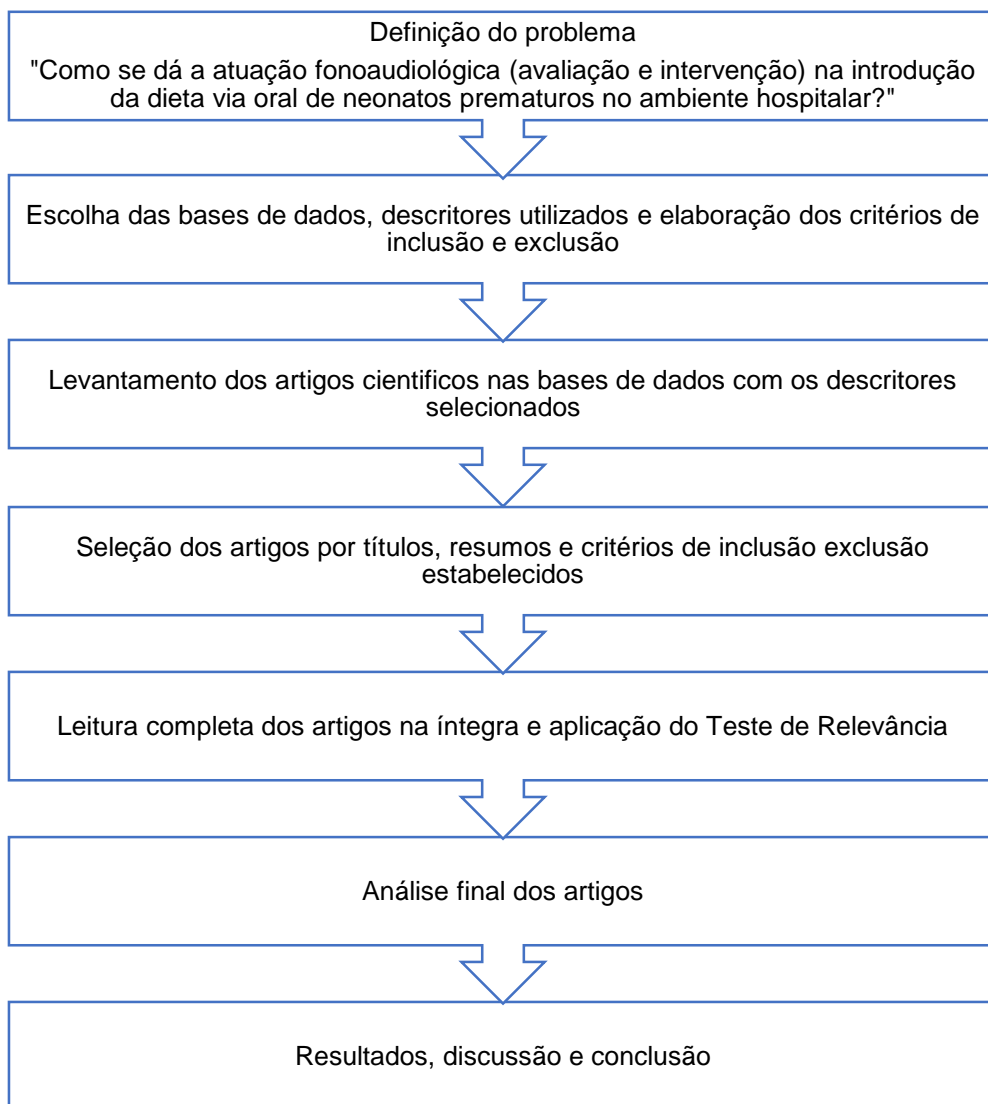 Definição do problema
"Como se dá a atuação fonoaudiológica (avaliação e intervenção) na introdução
da dieta via oral de neonatos prematuros no ambiente hospitalar?"
Escolha das bases de dados, descritores utilizados e elaboração dos critérios de
inclusão e exclusão
Levantamento dos artigos cientificos nas bases de dados com os descritores
selecionados
Seleção dos artigos por títulos, resumos e critérios de inclusão exclusão
estabelecidos
Leitura completa dos artigos na íntegra e aplicação do Teste de Relevância
Análise final dos artigos
Resultados, discussão e conclusão